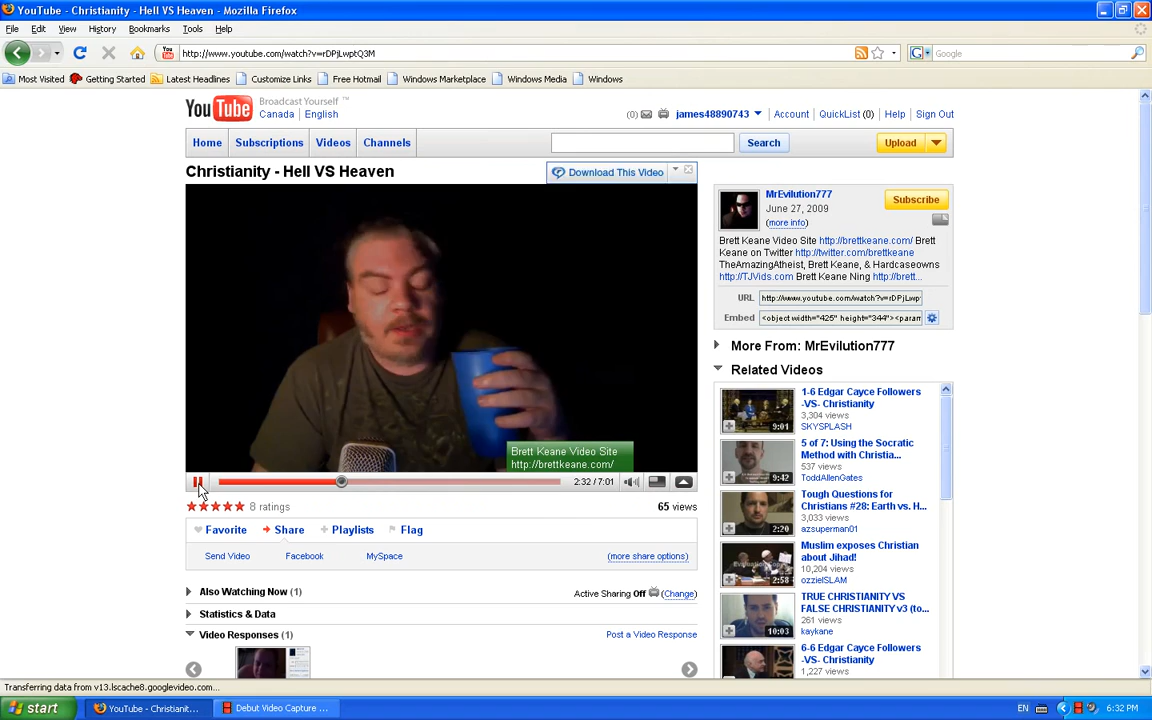 YouTube - Christianity - Hell VS Heaven - Mozilla Firefox
File Edit View History Bookmarks Tools Help
http://www.youtube.com/watch?v=rDPjLwptQ3M
Google
Most Visited Getting Started Latest Headlines Customize Links Free Hotmail Windows Marketplace Windows Media Windows
YouTube Broadcast Yourself ™
Canada English
(0) james48890743 Account QuickList (0) Help Sign Out
Home Subscriptions Videos Channels Search Upload
Christianity - Hell VS Heaven
Download This Video
Brett Keane Video Site
http://brettkeane.com/
2:32 / 7:01
8 ratings
65 views
Favorite Share Playlists Flag
Send Video Facebook MySpace (more share options)
Also Watching Now (1)
Active Sharing Off (Change)
Statistics & Data
Video Responses (1)
Post a Video Response
MrEvilution777
June 27, 2009
(more info)
Subscribe
Brett Keane Video Site http://brettkeane.com/ Brett
Keane on Twitter http://twitter.com/brettkeane
TheAmazingAtheist, Brett Keane, & Hardcaseowns
http://TJVids.com Brett Keane Ning http://brett...
URL http://www.youtube.com/watch?v=rDPjLwp
Embed <object width="425" height="344"><param
More From: MrEvilution777
Related Videos
1-6 Edgar Cayce Followers
-VS- Christianity
3,304 views
SKYSPLASH
9:01
5 of 7: Using the Socratic
Method with Christia...
537 views
ToddAllenGates
9:42
Tough Questions for
Christians #28: Earth vs. H...
3,033 views
azsuperman01
2:20
Muslim exposes Christian
about Jihad!
10,204 views
ozzieISLAM
2:58
TRUE CHRISTIANITY VS
FALSE CHRISTIANITY v3 (to...
261 views
kaykane
10:03
6-6 Edgar Cayce Followers
-VS- Christianity
1,227 views
Transferring data from v13.lscache8.googlevideo.com...
start YouTube - Christianit... Debut Video Capture ... EN 6:32 PM